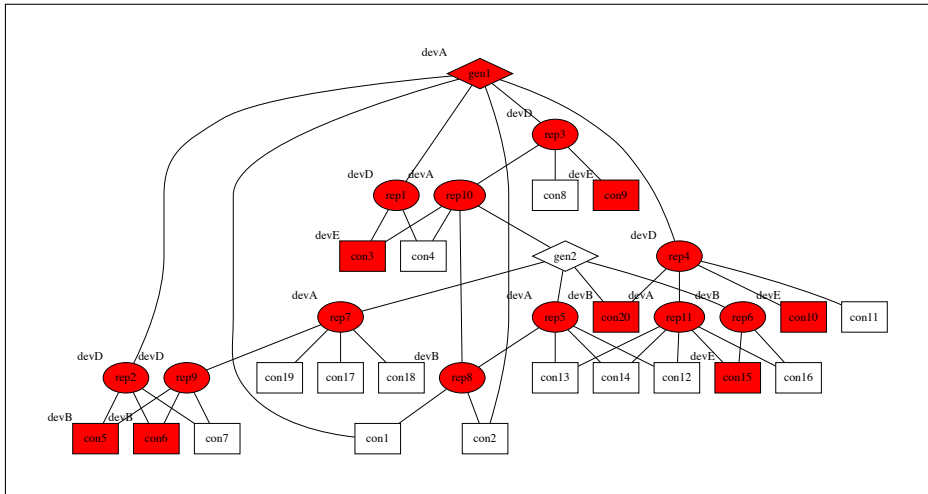 devA
gen1
devD
rep3
devD
devA
devE
rep1
rep10
con8
con9
devE
devD
con3
con4
gen2
rep4
devA
devA
devB
devA
devB
devE
rep7
rep5
con20
rep11
rep6
con10
con11
devD
devD
devB
devE
rep2
rep9
con19
con17
con18
rep8
con13
con14
con12
con15
con16
devB
devB
con5
con6
con7
con1
con2